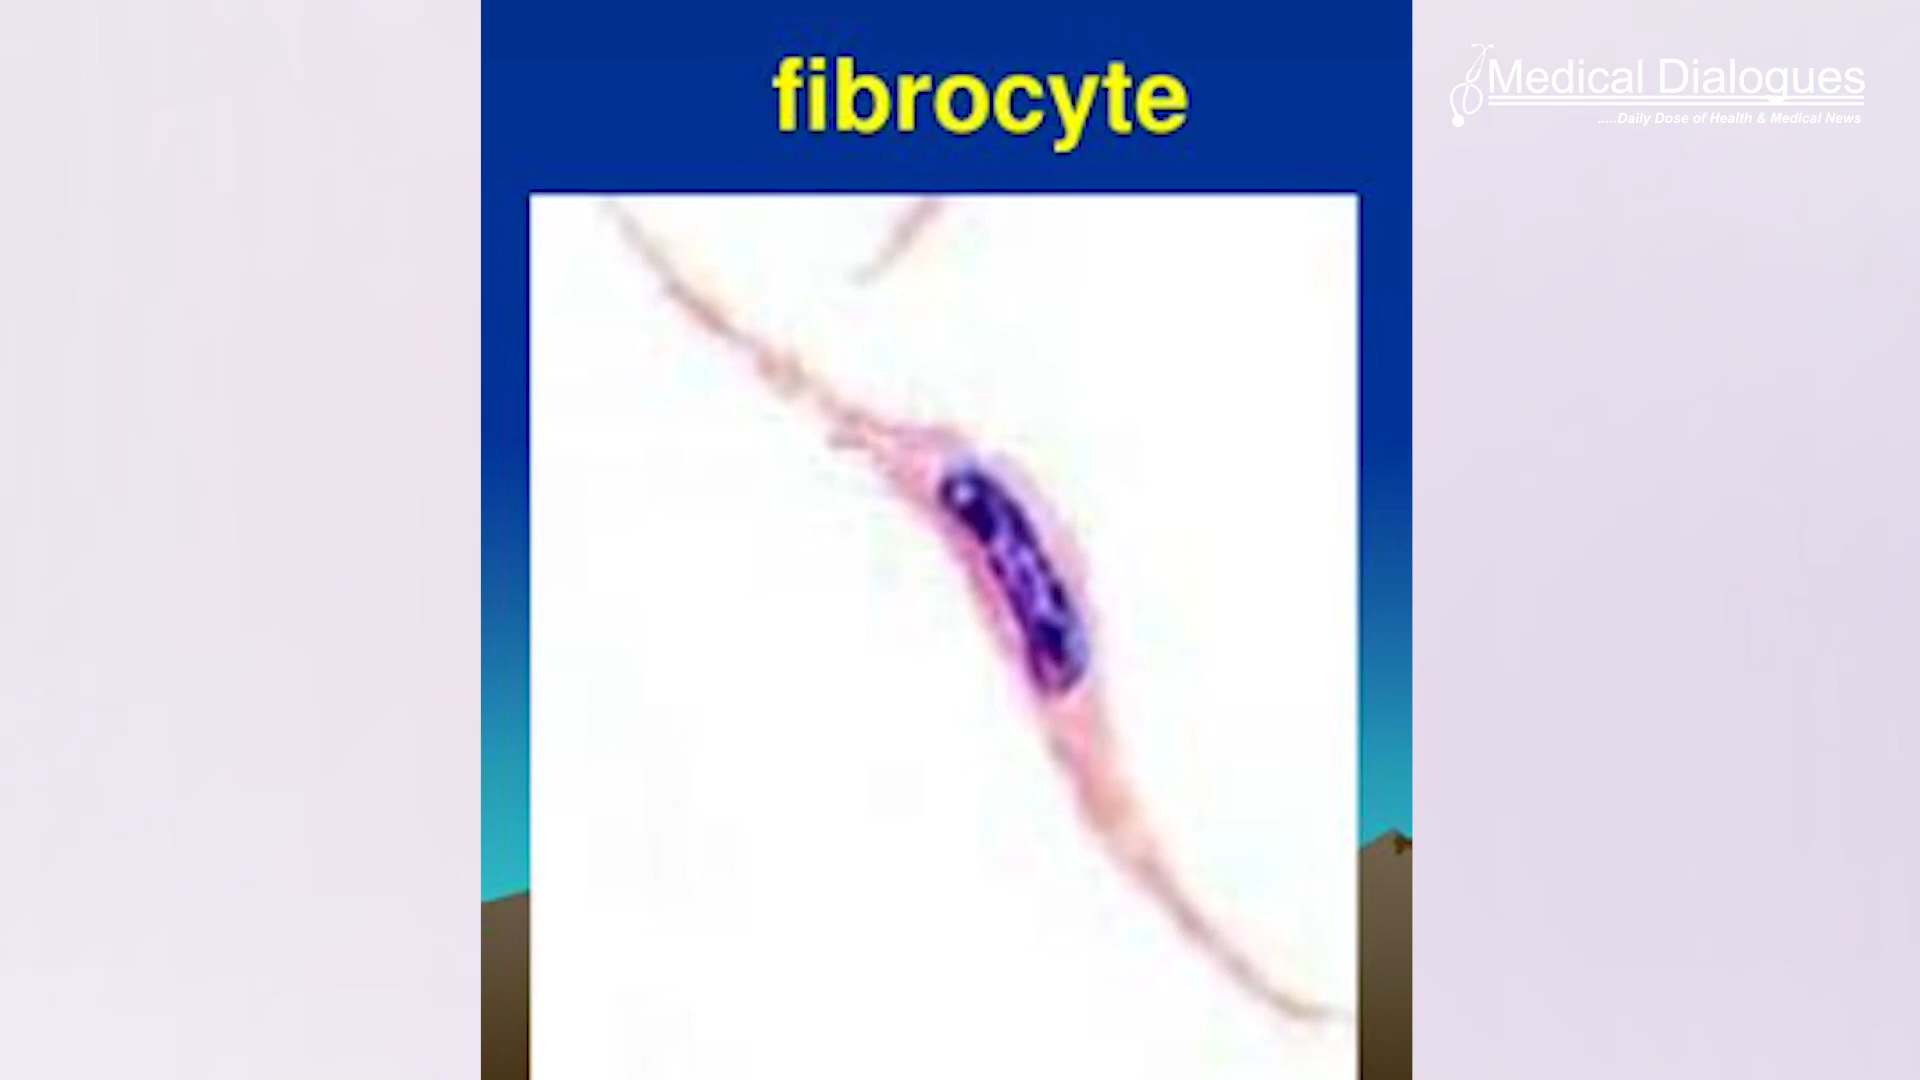 fibrocyte
Medical Dialogues
.....Daily Dose of Health & Medical News